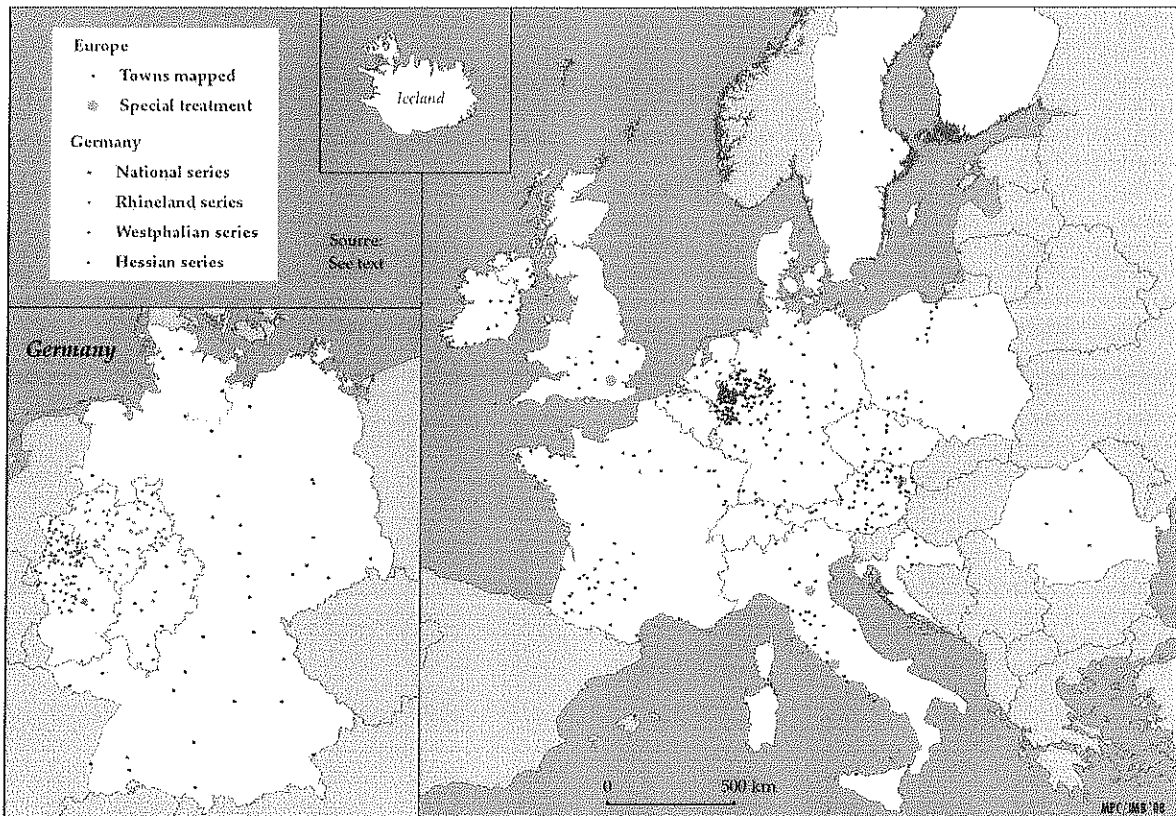 Europe
Towns mapped
Special treatment
Germany
National series
Rhineland series
Westphalian series
Hessian series
Source:
See text
Iceland
Germany
0 500 km
MPC/JMB '08